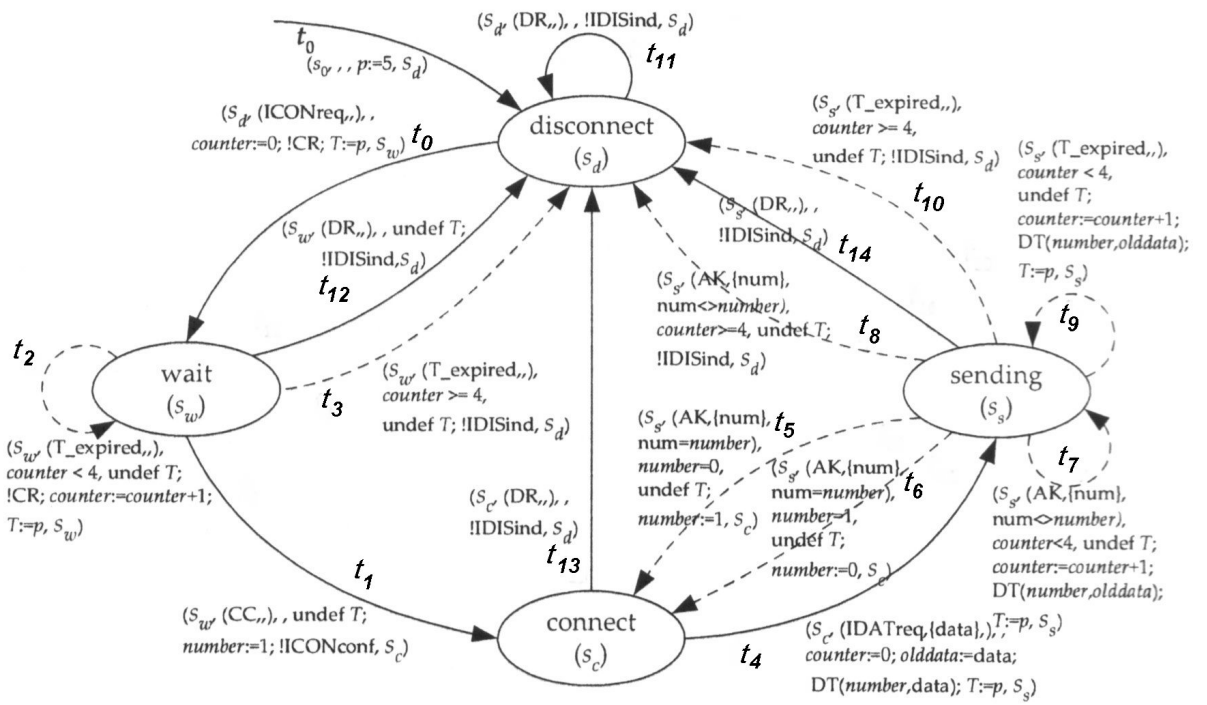 t0
(s0, , , p:=5, Sd)
(Sd, (DR,,), , !IDISind, Sd)
t11
disconnect
(sd)
(Sd, (ICONreq,,), ,
counter:=0; !CR; T:=p, Sw)
t0
(Sw, (DR,,), , undef T;
!IDISind,Sd)
t12
(Ss, (T_expired,,),
counter >= 4,
undef T; !IDISind, Sd)
t10
(Ss, (T_expired,,),
counter < 4,
undef T;
counter:=counter+1;
DT(number,olddata);
T:=p, Ss)
t9
(Ss, (DR,,), ,
!IDISind, Sd)
t14
(Ss, (AK,{num},
num<>number),
counter>=4, undef T;
!IDISind, Sd)
t8
t2
wait
(sw)
(Sw, (T_expired,,),
counter < 4, undef T;
!CR; counter:=counter+1;
T:=p, Sw)
t3
(Sw, (T_expired,,),
counter >= 4,
undef T; !IDISind, Sd)
sending
(ss)
(Ss, (AK,{num},
num=number),
number=0,
undef T;
number:=1, Sc)
t5
(Ss, (AK,{num},
num=number),
number=1,
undef T;
number:=0, Sc)
t6
t7
(Ss, (AK,{num},
num<>number),
counter<4, undef T;
counter:=counter+1;
DT(number,olddata);
T:=p, Ss)
(Sc, (DR,,), ,
!IDISind, Sd)
t13
t1
(Sw, (CC,,), , undef T;
number:=1; !ICONconf, Sc)
connect
(sc)
t4
(Sc, (IDATreq,{data},), ,
counter:=0; olddata:=data;
DT(number,data); T:=p, Ss)